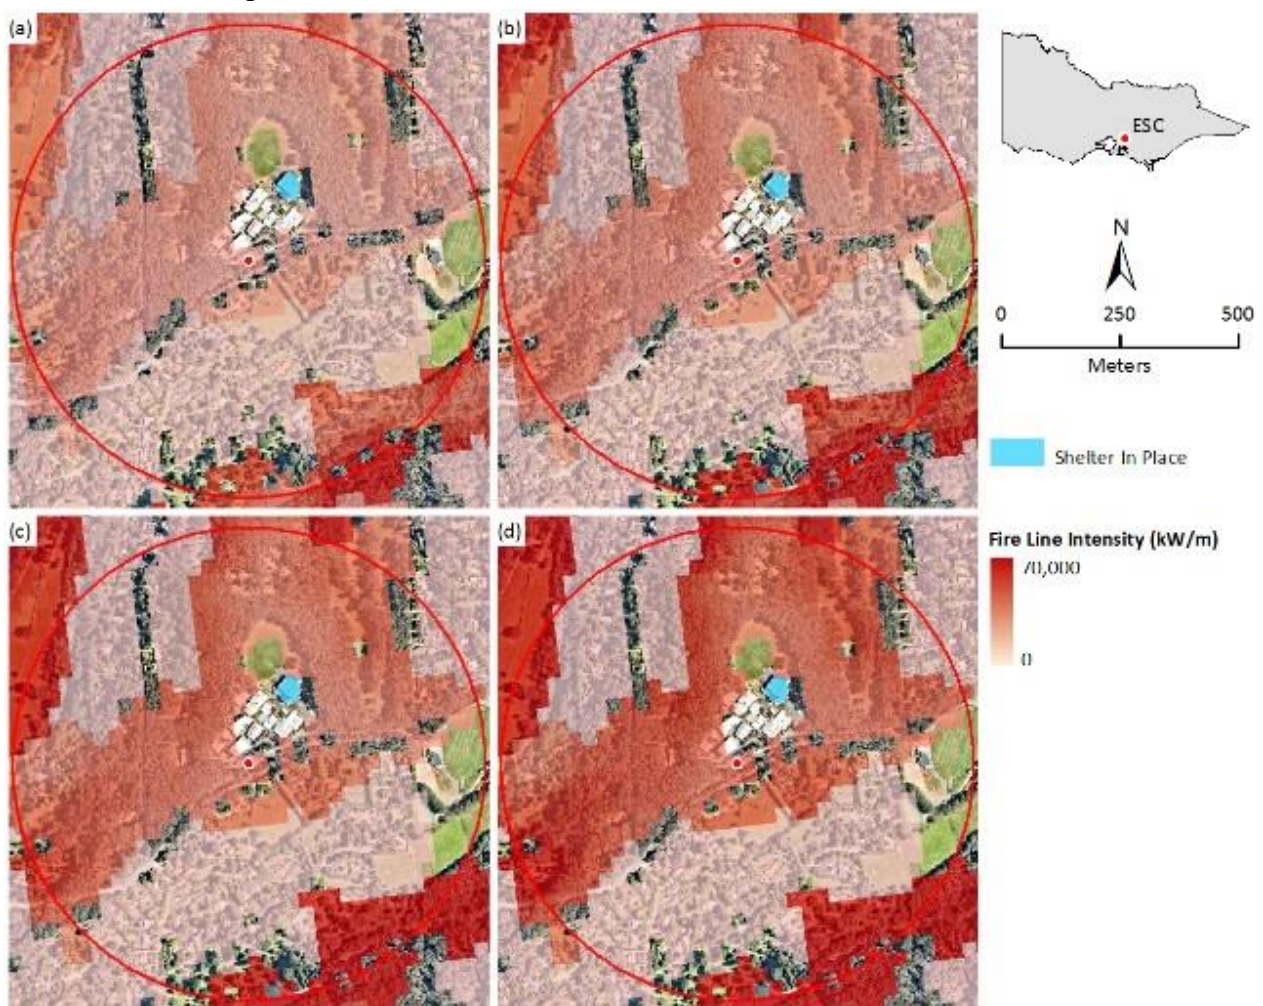 (a)
(b)
ESC
N
0 250 500
Meters
Shelter In Place
(c)
(d)
Fire Line Intensity (kW/m)
70,000
0